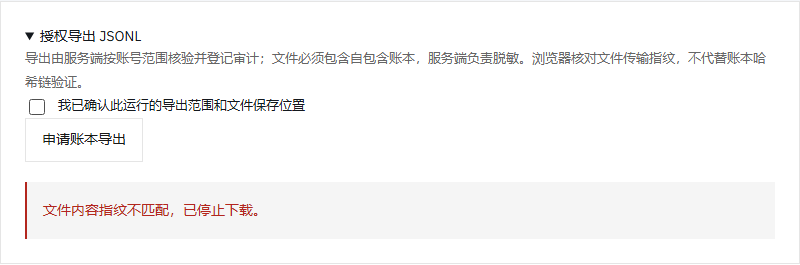 ▼ 授权导出 JSONL
导出由服务端按账号范围核验并登记审计；文件必须包含自包含账本，服务端负责脱敏。浏览器核对文件传输指纹，不代替账本哈
希链验证。
我已确认此运行的导出范围和文件保存位置
申请账本导出
文件内容指纹不匹配，已停止下载。